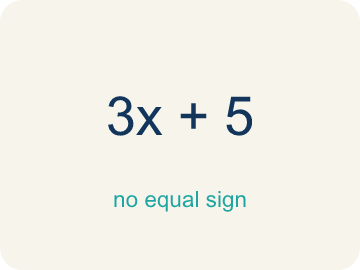 3x + 5
no equal sign